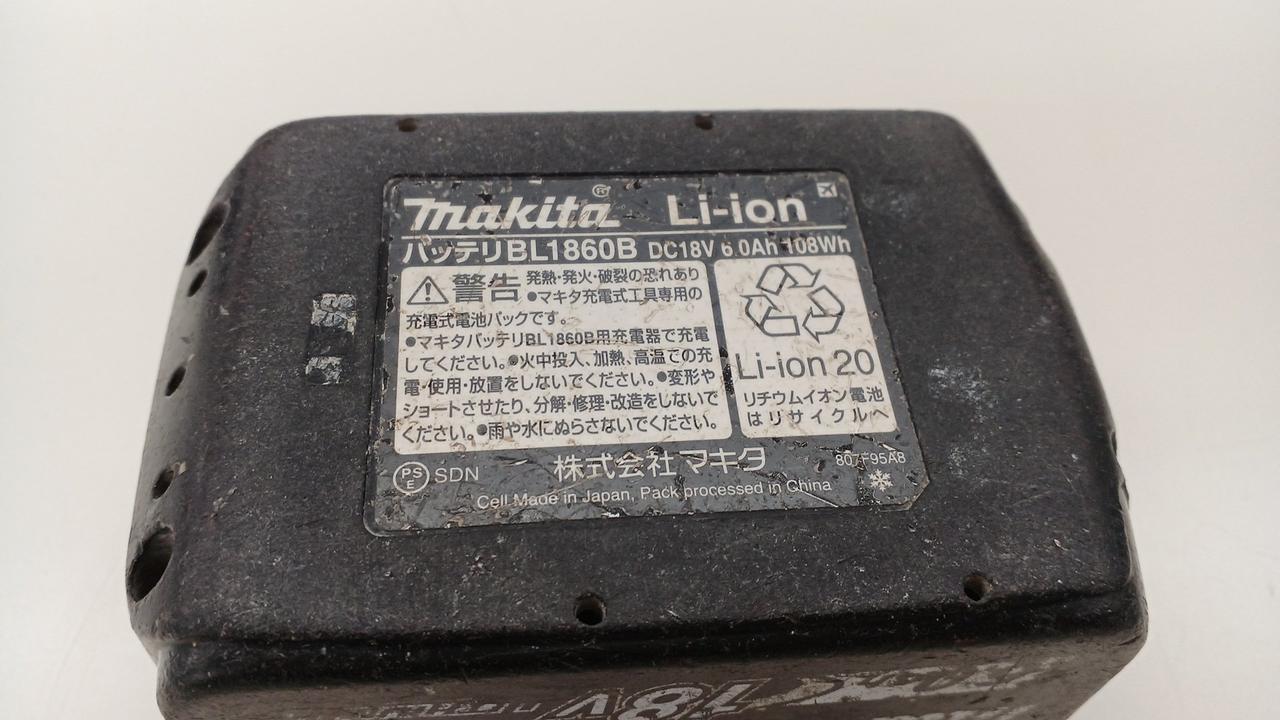 makita ® Li-ion
バッテリBL1860B DC18V 6.0Ah 108Wh
警告 発熱・発火・破裂の恐れあり
●マキタ充電式工具専用の
充電式電池パックです。
●マキタバッテリBL1860B用充電器で充電
してください。●火中投入、加熱、高温での充
電・使用・放置をしないでください。●変形や
ショートさせたり、分解・修理・改造をしないで
ください。●雨や水にぬらさないでください。
Li-ion 20
リチウムイオン電池
はリサイクルへ
PS
E
SDN
株式会社マキタ
807F95A8
Cell Made in Japan, Pack processed in China
18V